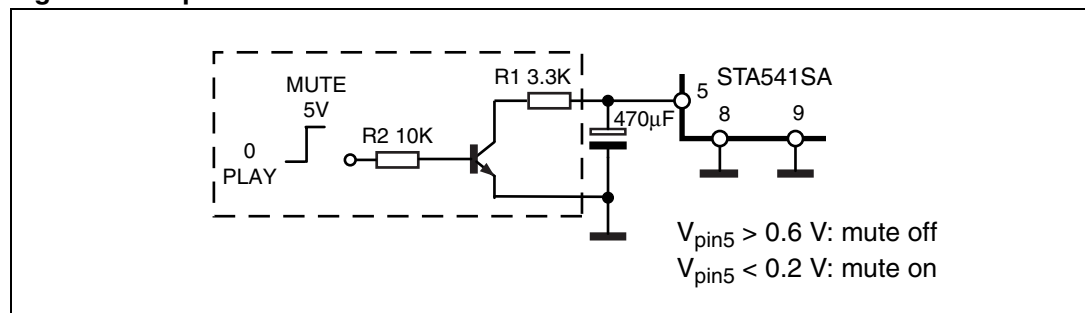 MUTE
5V
0
PLAY
R2 10K
R1 3.3K
470µF
5
STA541SA
8
9
Vpin5 > 0.6 V: mute off
Vpin5 < 0.2 V: mute on